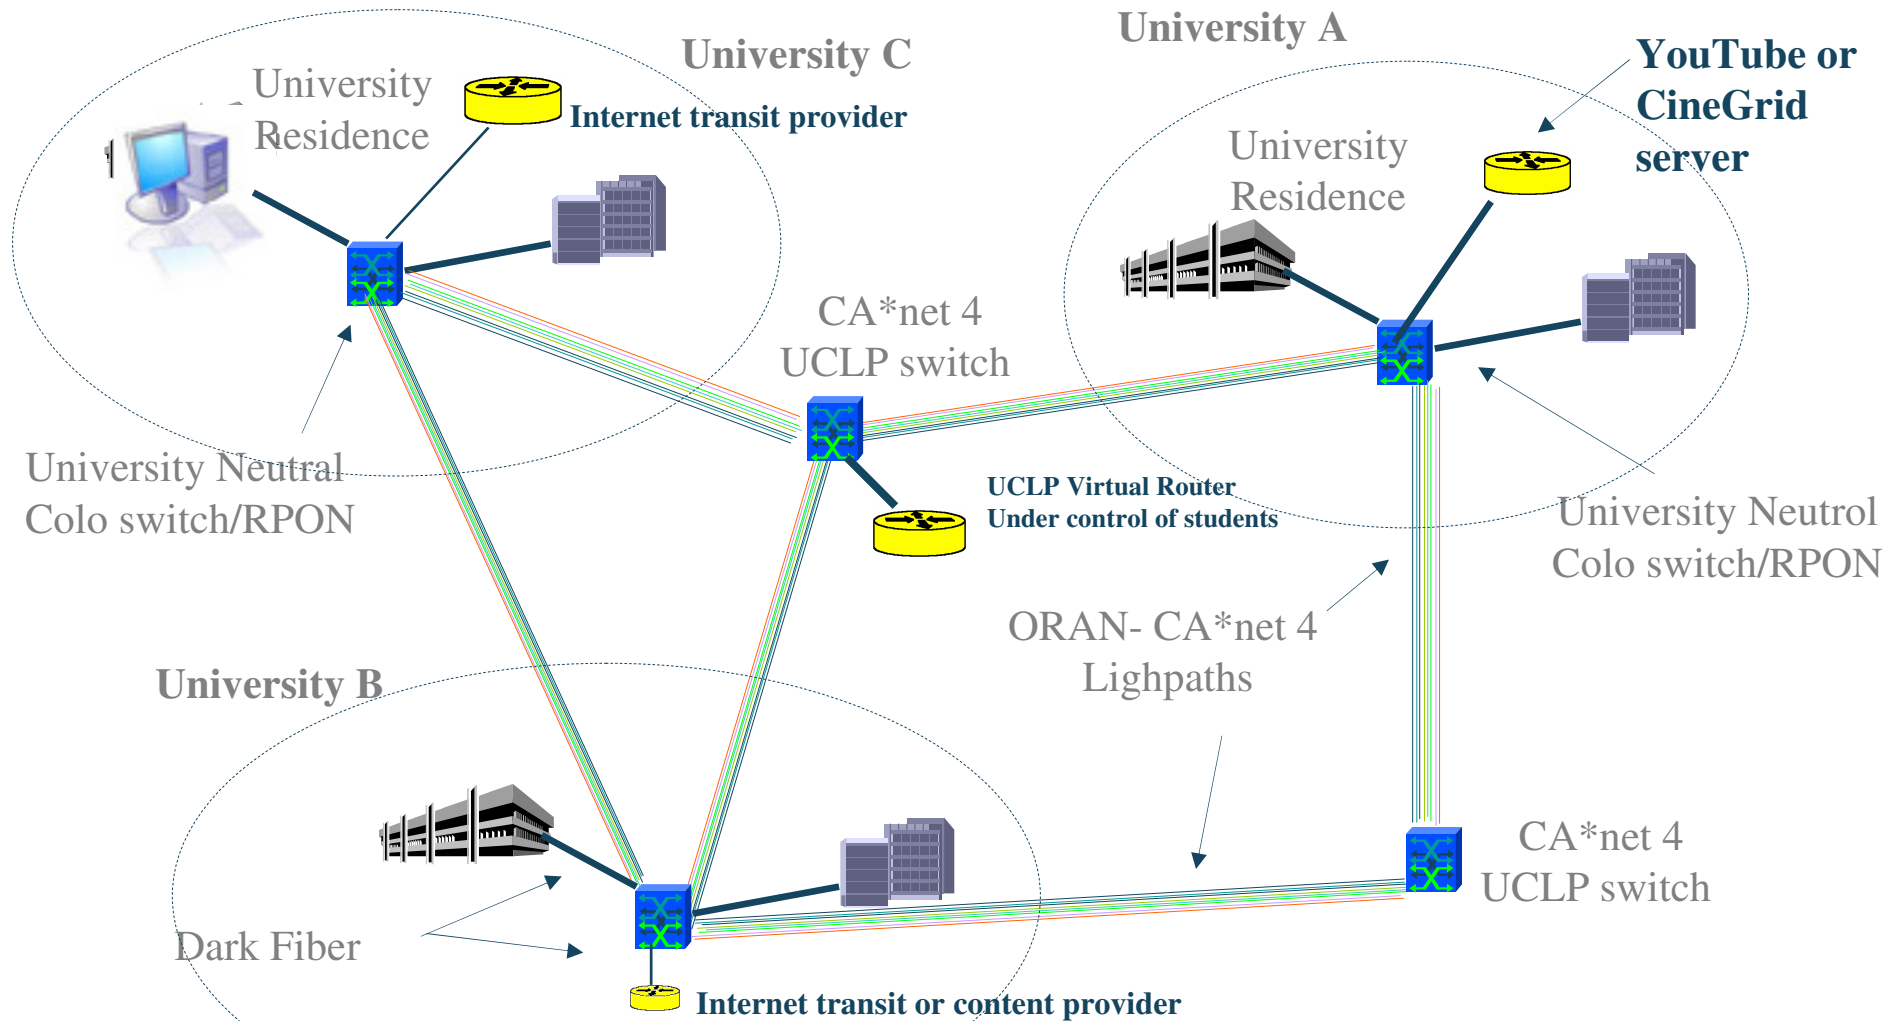 University A
University C
YouTube or
CineGrid
server
University
Residence
Internet transit provider
University
Residence
CA*net 4
UCLP switch
University Neutral
Colo switch/RPON
UCLP Virtual Router
Under control of students
University Neutrol
Colo switch/RPON
ORAN- CA*net 4
Lighpaths
University B
CA*net 4
UCLP switch
Dark Fiber
Internet transit or content provider